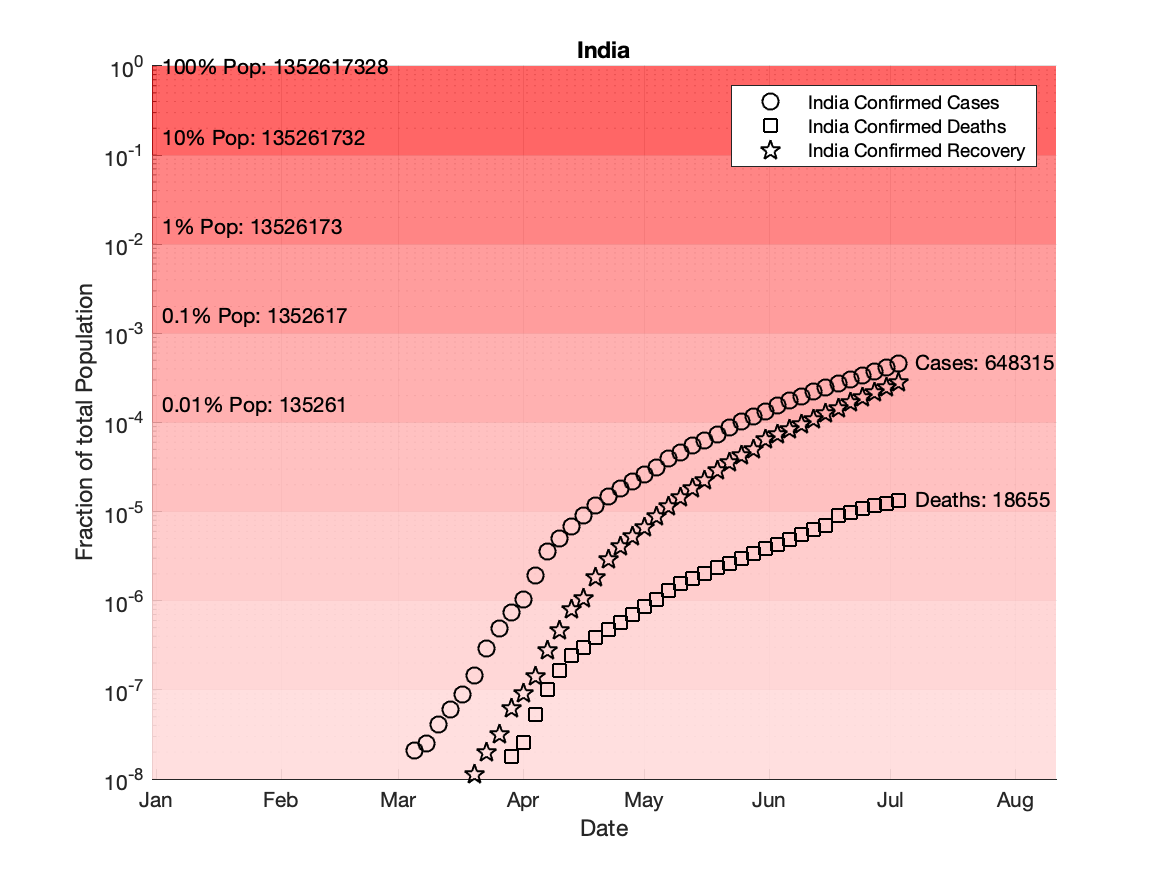 India
10^0
100% Pop: 1352617328
India Confirmed Cases
India Confirmed Deaths
India Confirmed Recovery
10% Pop: 135261732
10^-1
1% Pop: 13526173
10^-2
0.1% Pop: 1352617
10^-3
Cases: 648315
0.01% Pop: 135261
10^-4
Deaths: 18655
10^-5
10^-6
10^-7
10^-8
Fraction of total Population
Jan Feb Mar Apr May Jun Jul Aug
Date